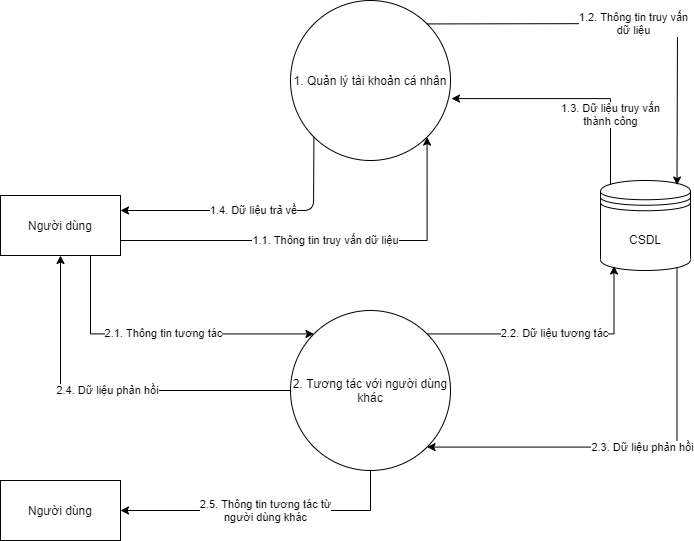 1.2. Thông tin truy vấn
dữ liệu
1. Quản lý tài khoản cá nhân
1.3. Dữ liệu truy vấn
thành công
1.4. Dữ liệu trả về
Người dùng
1.1. Thông tin truy vấn dữ liệu
CSDL
2.1. Thông tin tương tác
2.2. Dữ liệu tương tác
2. Tương tác với người dùng
khác
2.4. Dữ liệu phản hồi
2.3. Dữ liệu phản hồi
2.5. Thông tin tương tác từ
người dùng khác
Người dùng